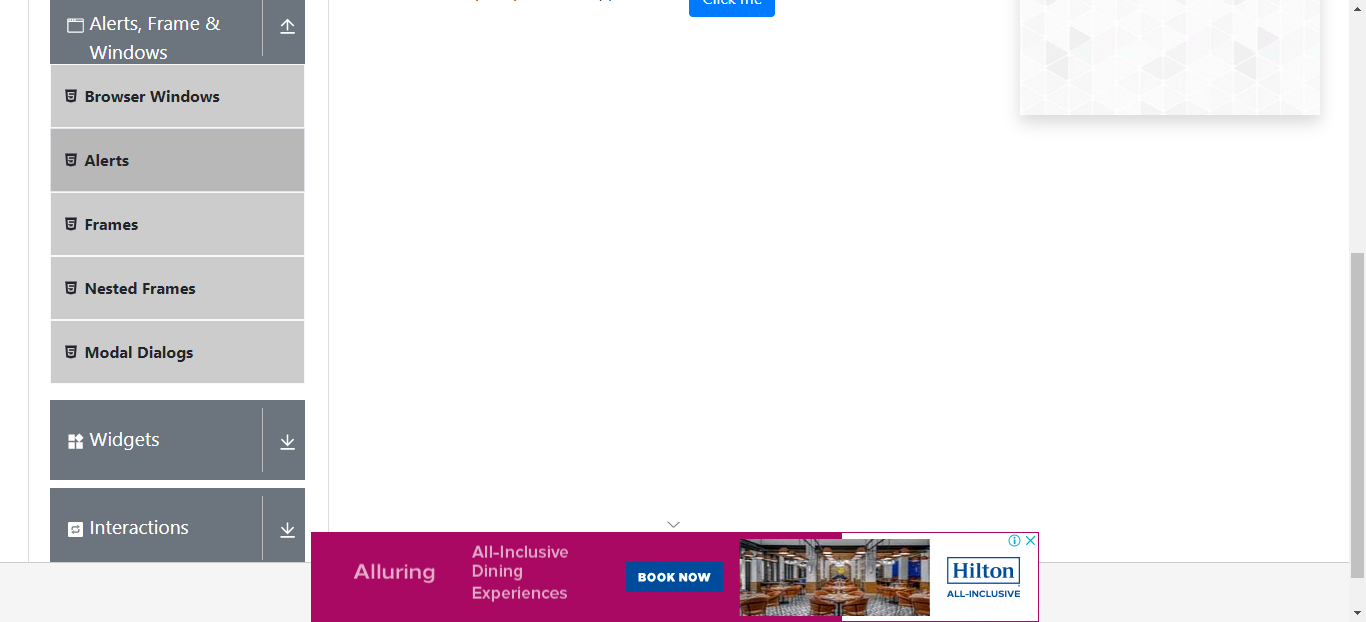 Alerts, Frame &
Windows
Click me
Browser Windows
Alerts
Frames
Nested Frames
Modal Dialogs
Widgets
Interactions
Alluring
All-Inclusive
Dining
Experiences
BOOK NOW
Hilton
ALL-INCLUSIVE